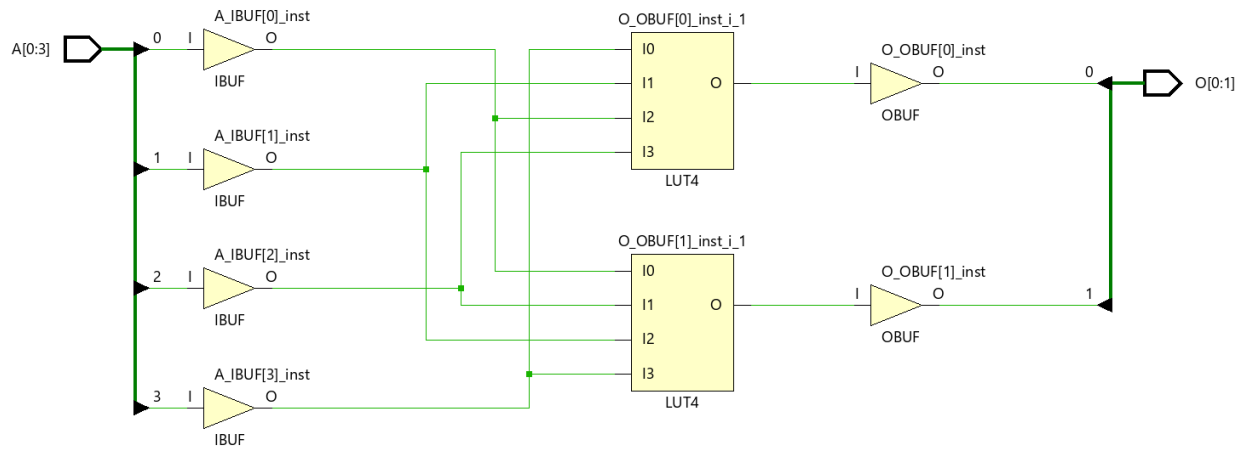 A[0:3]
0
A_IBUF[0]_inst
I
O
IBUF
1
A_IBUF[1]_inst
I
O
IBUF
2
A_IBUF[2]_inst
I
O
IBUF
3
A_IBUF[3]_inst
I
O
IBUF
O_OBUF[0]_inst_i_1
I0
I1
I2
I3
O
LUT4
O_OBUF[1]_inst_i_1
I0
I1
I2
I3
O
LUT4
O_OBUF[0]_inst
I
O
OBUF
0
O_OBUF[1]_inst
I
O
OBUF
1
O[0:1]